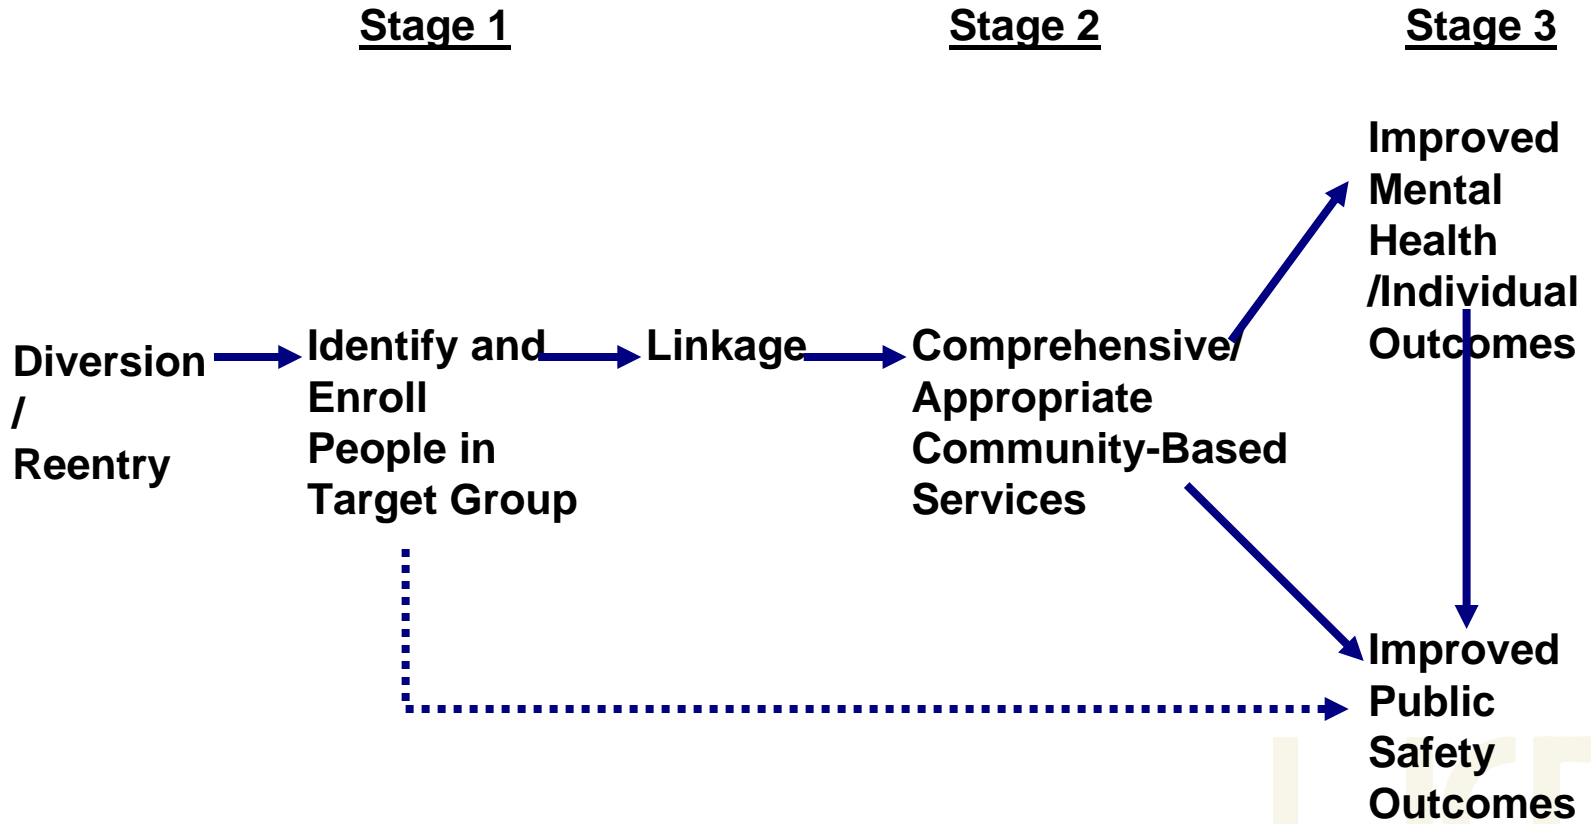 Stage 1
Stage 2
Stage 3
Diversion
/
Reentry
Identify and
Enroll
People in
Target Group
Linkage
Comprehensive/
Appropriate
Community-Based
Services
Improved
Mental
Health
/Individual
Outcomes
Improved
Public
Safety
Outcomes